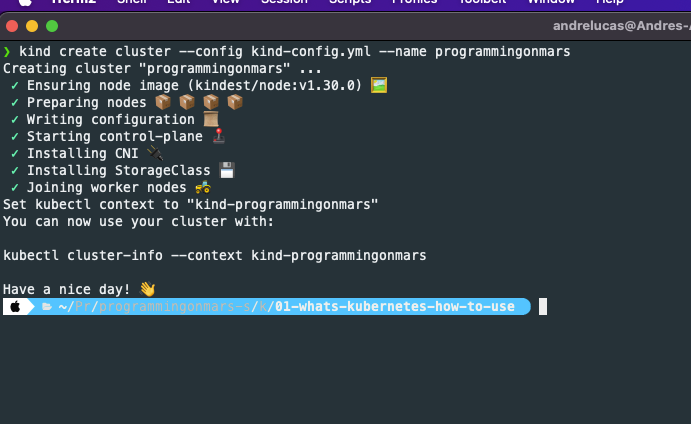 iTerm2 Shell Edit View Session Scripts Profiles Toolbelt Window Help
andrelucas@Andres-
❯ kind create cluster --config kind-config.yml --name programmingonmars
Creating cluster "programmingonmars" ...
✓ Ensuring node image (kindest/node:v1.30.0) 🖼
✓ Preparing nodes 📦 📦 📦 📦
✓ Writing configuration 📜
✓ Starting control-plane 🕹️
✓ Installing CNI 🔌
✓ Installing StorageClass 💾
✓ Joining worker nodes 🚜
Set kubectl context to "kind-programmingonmars"
You can now use your cluster with:
kubectl cluster-info --context kind-programmingonmars
Have a nice day! 👋
~/Pr/programmingonmars-s/k/01-whats-kubernetes-how-to-use